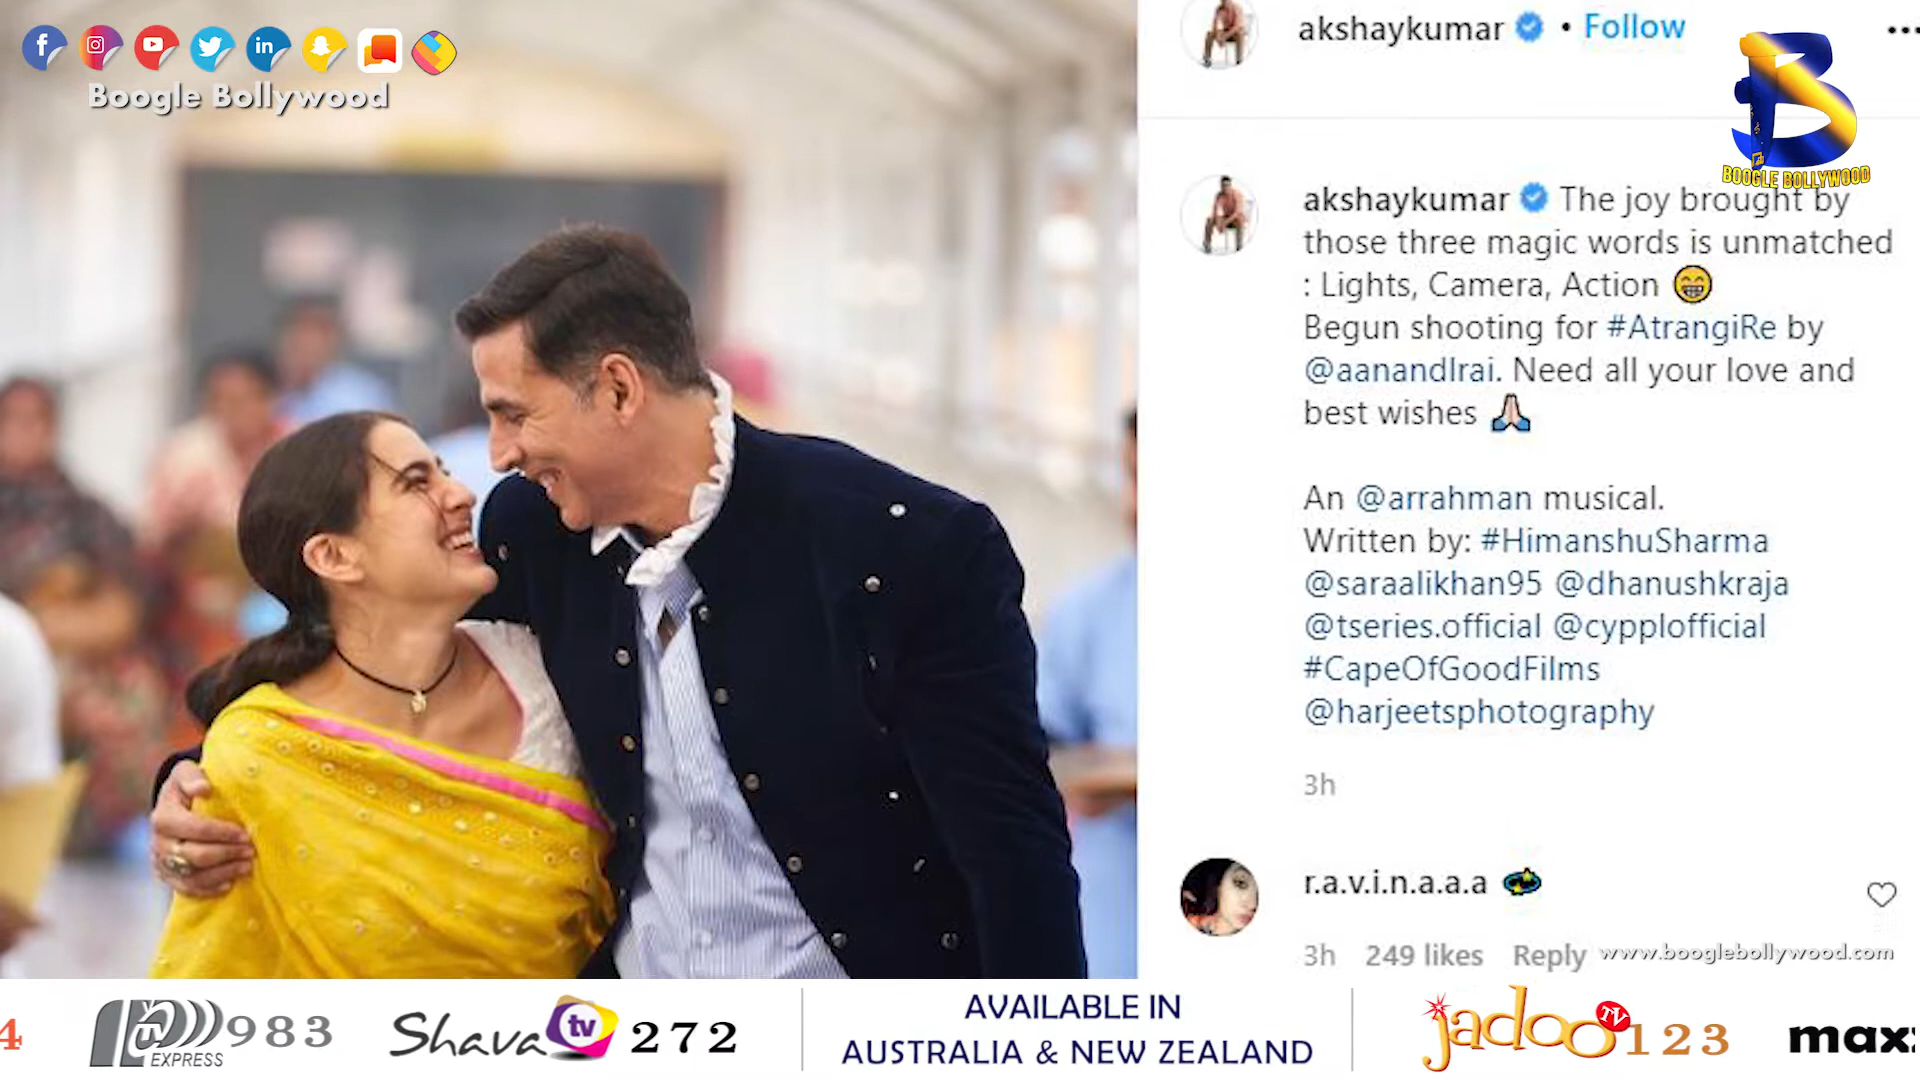 Boogle Bollywood
akshaykumar • Follow
BOOGLE BOLLYWOOD
akshaykumar The joy brought by
those three magic words is unmatched
: Lights, Camera, Action 😁
Begun shooting for #AtrangiRe by
@aanandlrai. Need all your love and
best wishes 🙏
An @arrahman musical.
Written by: #HimanshuSharma
@saraalikhan95 @dhanushkraja
@tseries.official @cypplofficial
#CapeOfGoodFilms
@harjeetsphotography
3h
r.a.v.i.n.a.a.a 💫
3h 249 likes Reply
www.booglebollywood.com
4
TV EXPRESS 983
Shava tv 272
AVAILABLE IN
AUSTRALIA & NEW ZEALAND
jadoo TV 123
max